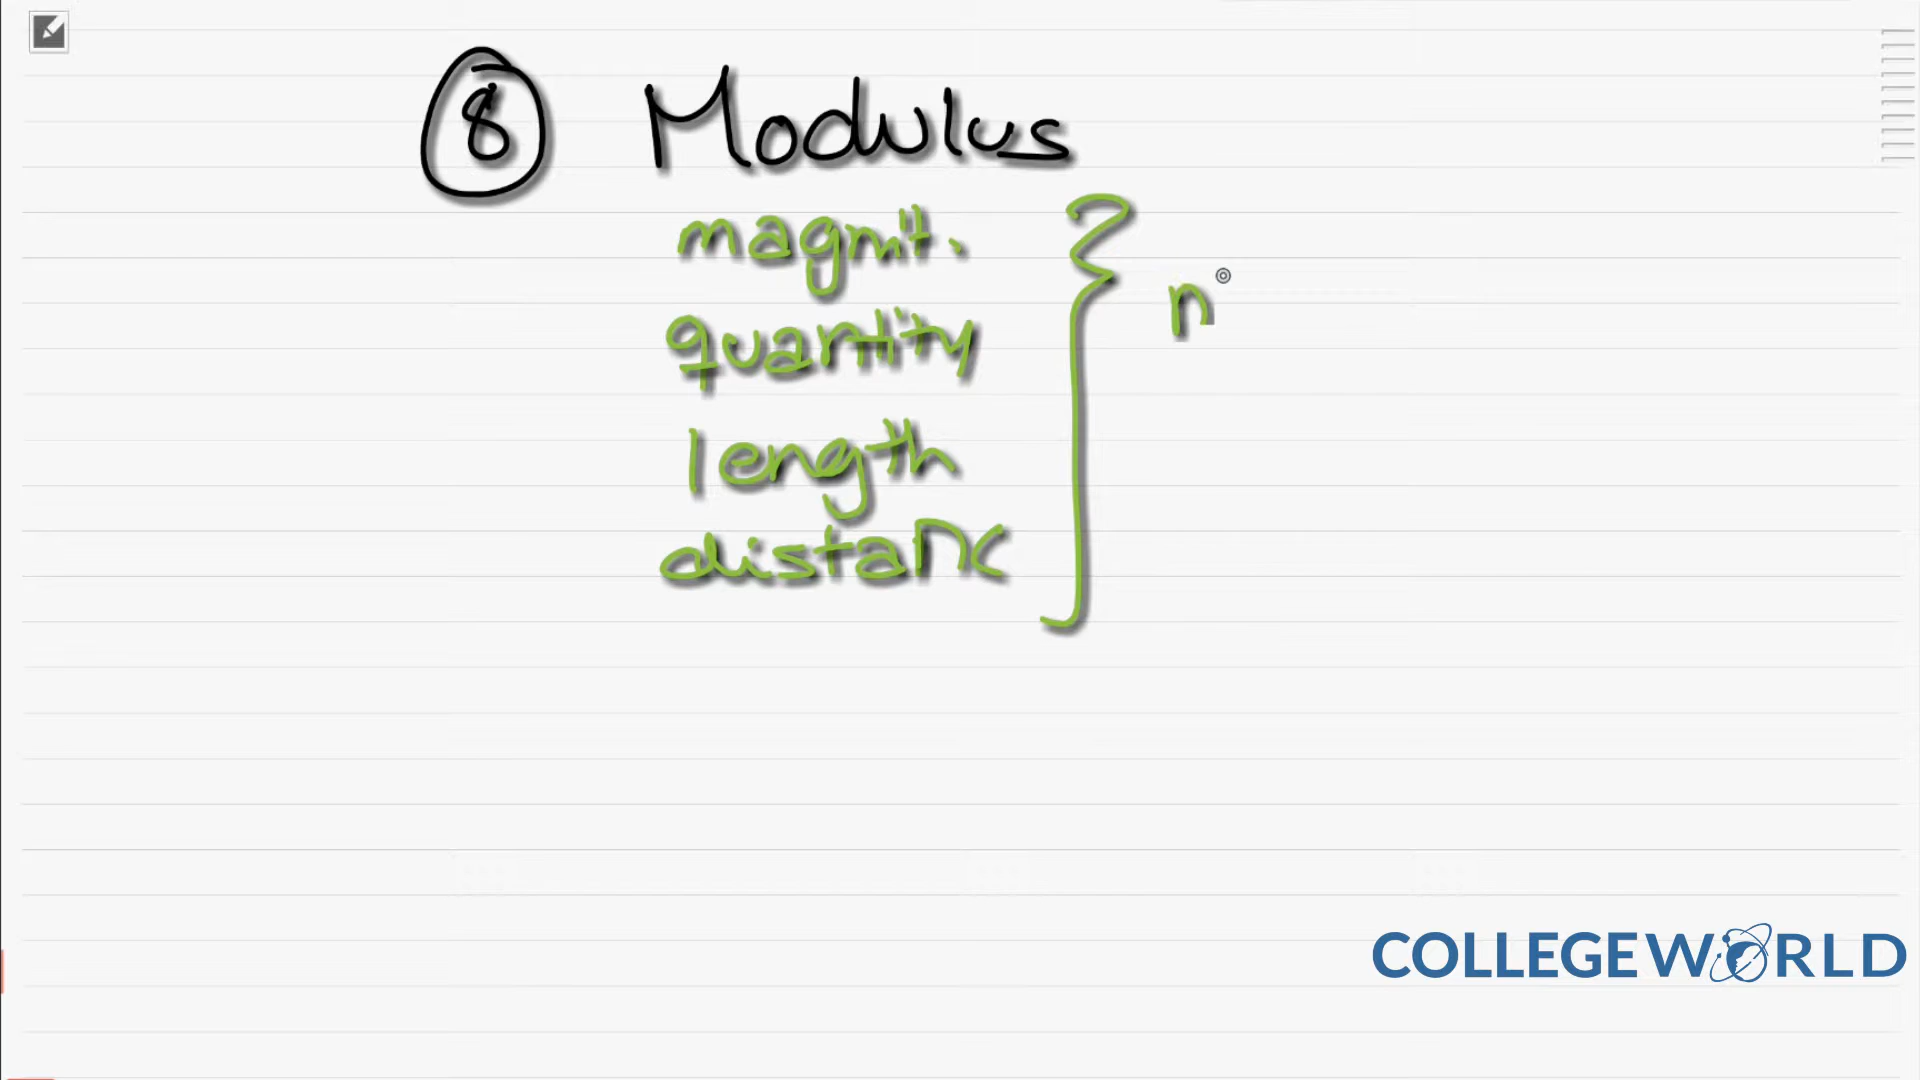 8 Modulus
magnit.
quantity
n
length
distanc
COLLEGEWORLD